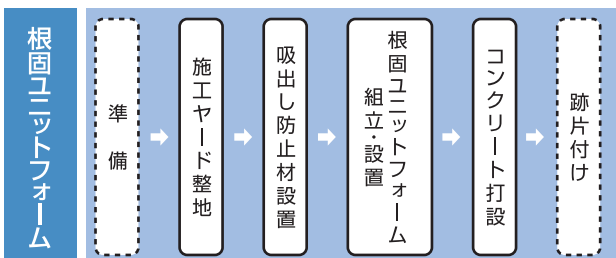 根固ユニットフォーム
準備
施工ヤード整地
吸出し防止材設置
根固ユニットフォーム
組立・設置
コンクリート打設
跡片付け